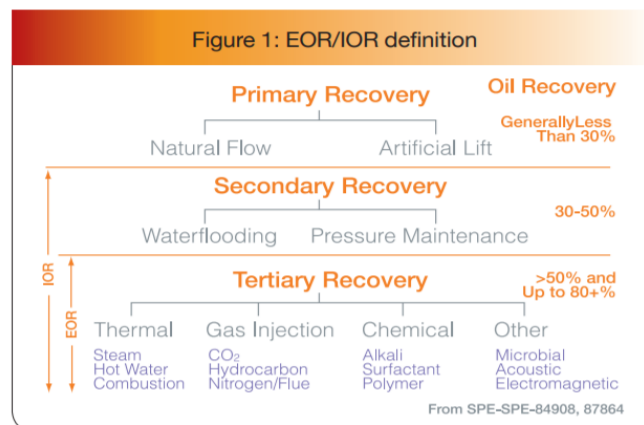 Figure 1: EOR/IOR definition
Oil Recovery
Primary Recovery
GenerallyLess
Than 30%
Natural Flow Artificial Lift
Secondary Recovery
30-50%
Waterflooding Pressure Maintenance
IOR
EOR
Tertiary Recovery
>50% and
Up to 80+%
Thermal Gas Injection Chemical Other
Steam CO₂ Alkali Microbial
Hot Water Hydrocarbon Surfactant Acoustic
Combustion Nitrogen/Flue Polymer Electromagnetic
From SPE-SPE-84908, 87864